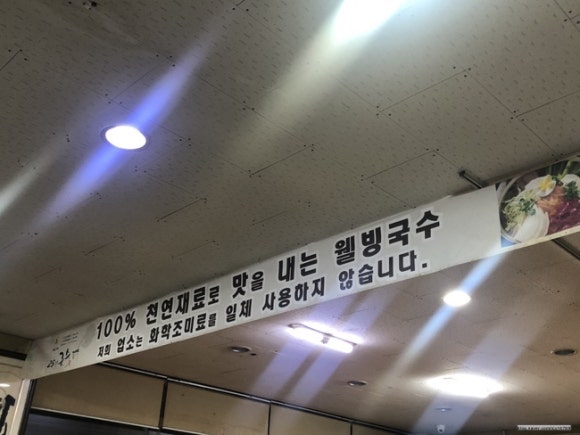 100% 천연재료로 맛을 내는 웰빙국수
저희 업소는 화학조미료를 일체 사용하지 않습니다.